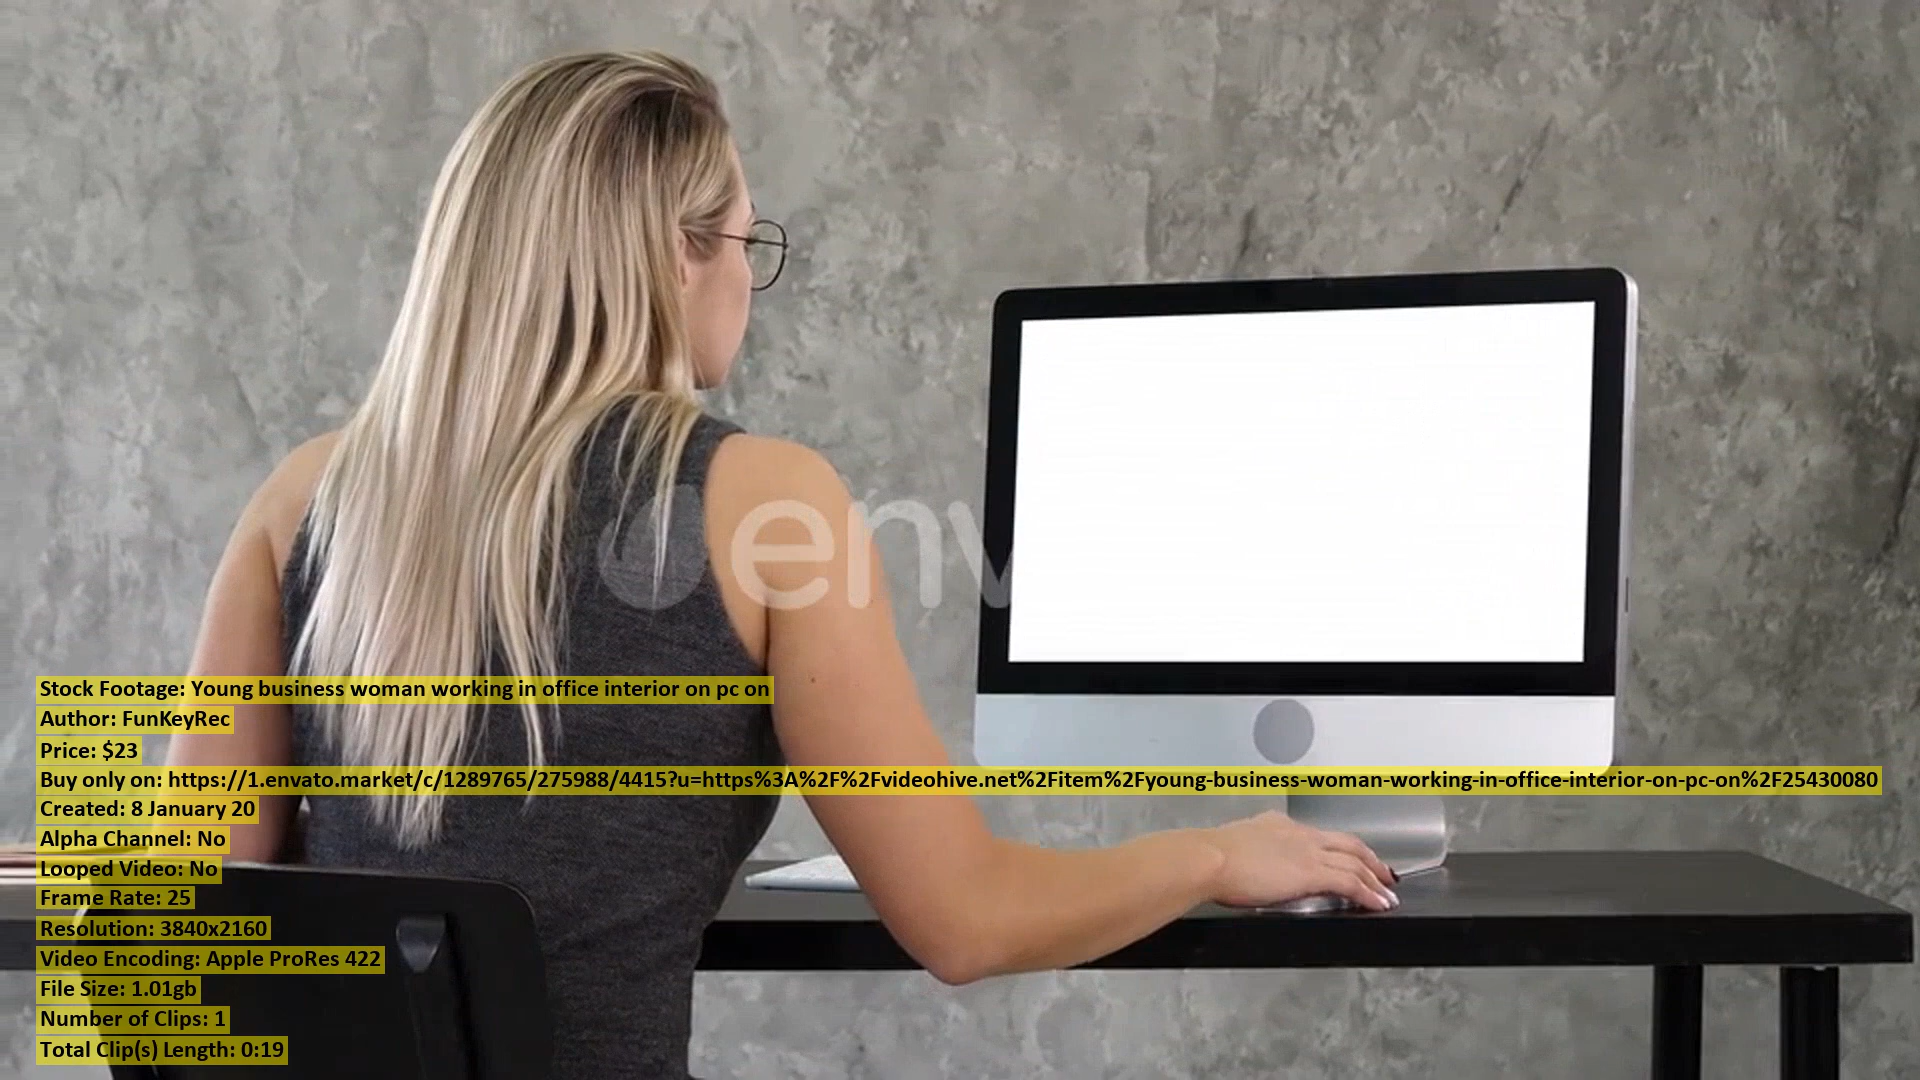 env
Stock Footage: Young business woman working in office interior on pc on
Author: FunKeyRec
Price: $23
Buy only on: https://1.envato.market/c/1289765/275988/4415?u=https%3A%2F%2Fvideohive.net%2Fitem%2Fyoung-business-woman-working-in-office-interior-on-pc-on%2F25430080
Created: 8 January 20
Alpha Channel: No
Looped Video: No
Frame Rate: 25
Resolution: 3840x2160
Video Encoding: Apple ProRes 422
File Size: 1.01gb
Number of Clips: 1
Total Clip(s) Length: 0:19